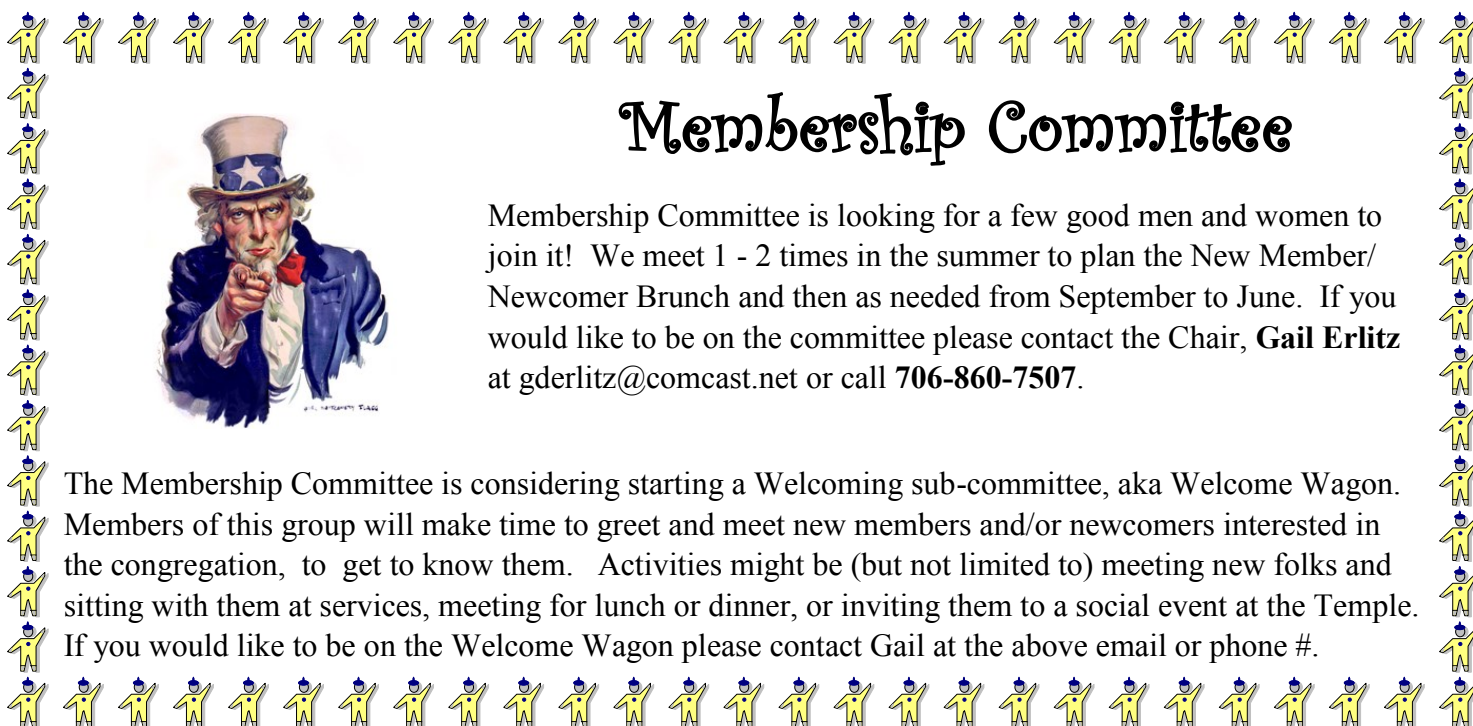 Membership Committee
Membership Committee is looking for a few good men and women to
join it!  We meet 1 - 2 times in the summer to plan the New Member/
Newcomer Brunch and then as needed from September to June.  If you
would like to be on the committee please contact the Chair, Gail Erlitz
at gderlitz@comcast.net or call 706-860-7507.
The Membership Committee is considering starting a Welcoming sub-committee, aka Welcome Wagon.
Members of this group will make time to greet and meet new members and/or newcomers interested in
the congregation,  to  get to know them.   Activities might be (but not limited to) meeting new folks and
sitting with them at services, meeting for lunch or dinner, or inviting them to a social event at the Temple.
If you would like to be on the Welcome Wagon please contact Gail at the above email or phone #.